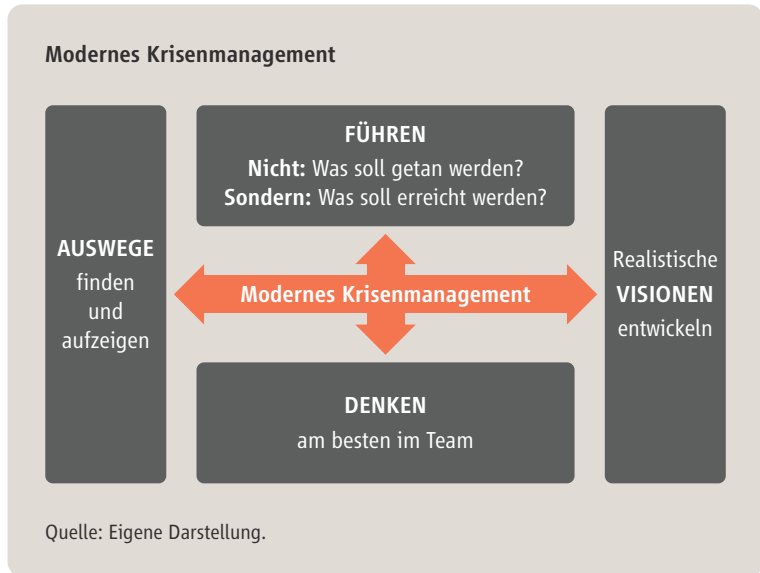 Modernes Krisenmanagement
FÜHREN
Nicht: Was soll getan werden?
Sondern: Was soll erreicht werden?
AUSWEGE
finden
und
aufzeigen
Modernes Krisenmanagement
Realistische
VISIONEN
entwickeln
DENKEN
am besten im Team
Quelle: Eigene Darstellung.